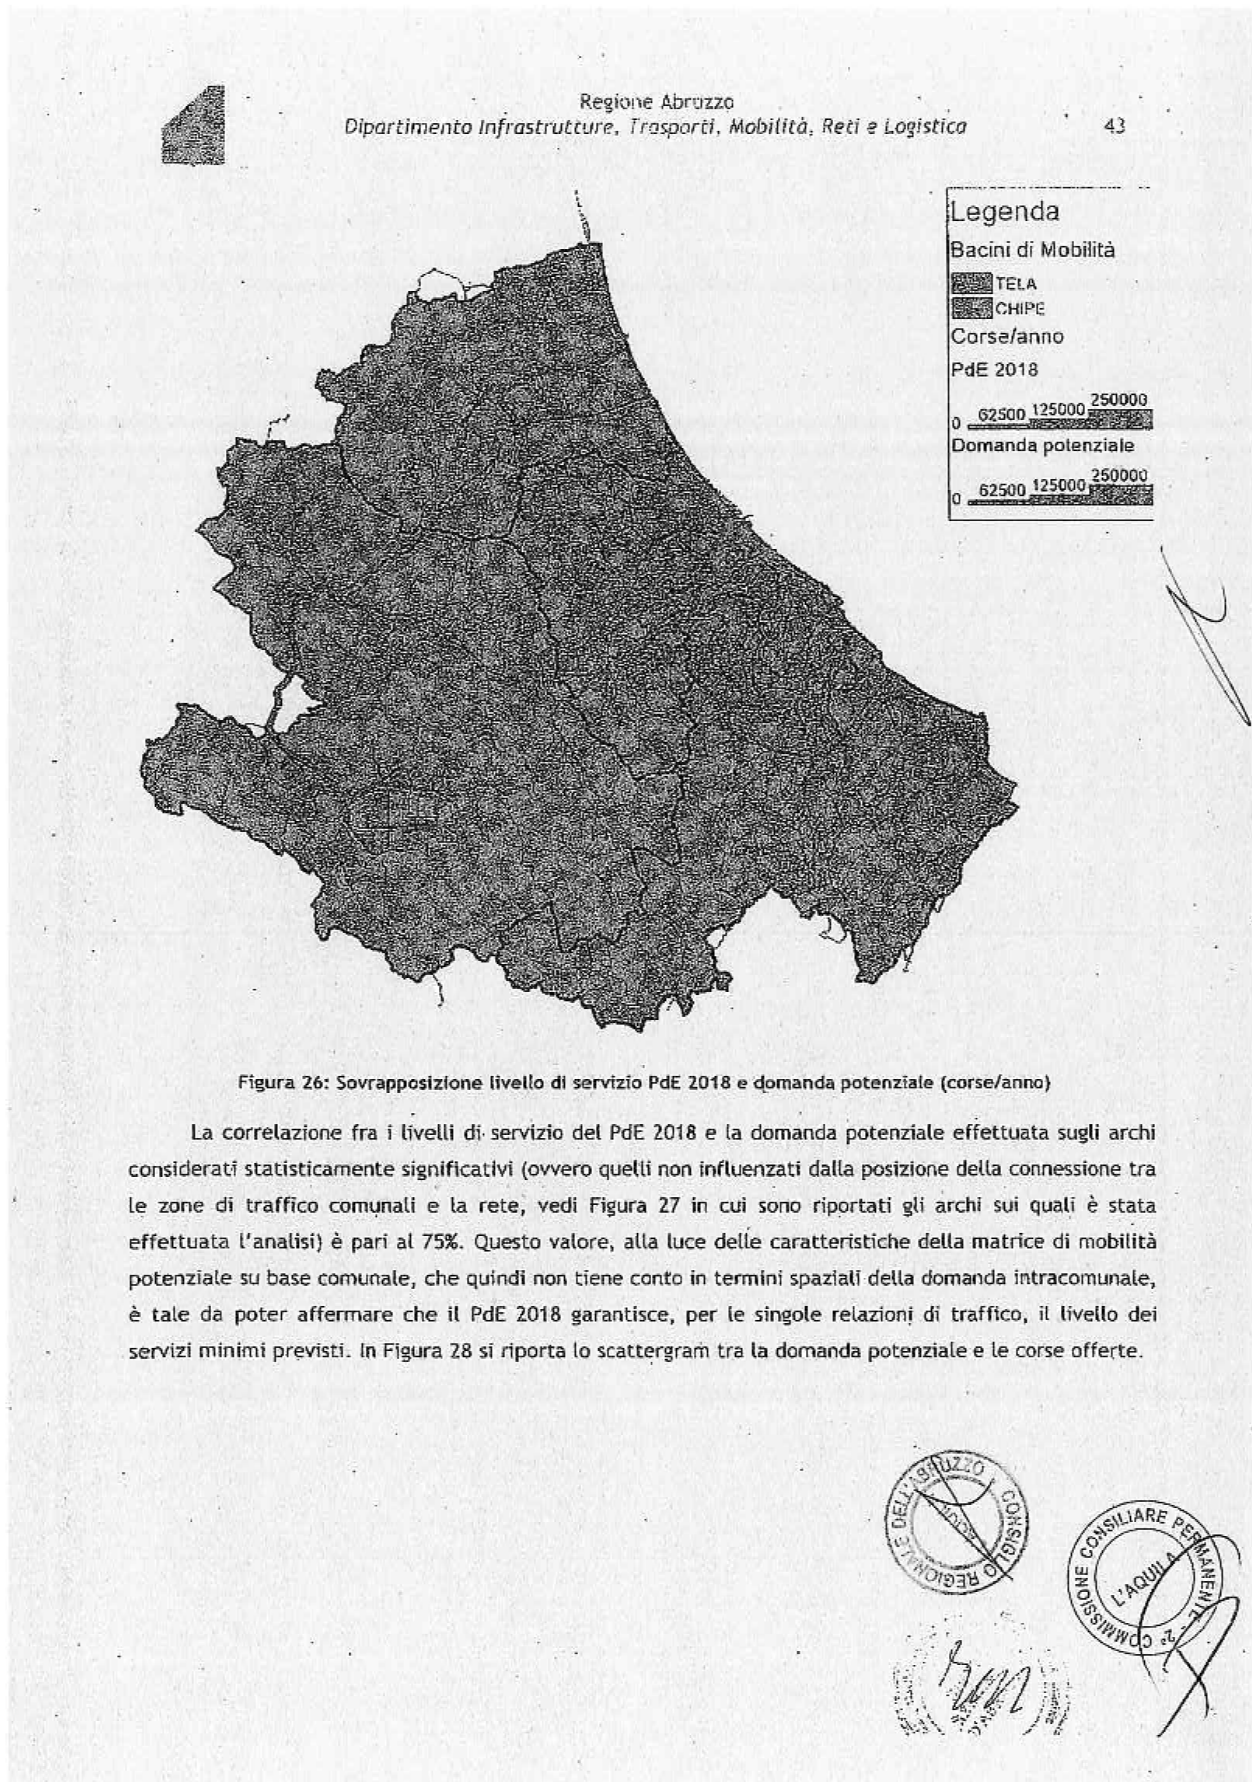 Regione Abruzzo
Dipartimento Infrastrutture, Trasporti, Mobilità, Reti e Logistica
43
Legenda
Bacini di Mobilità
TELA
CHIPE
Corse/anno
PdE 2018
0 62500 125000 250000
Domanda potenziale
0 62500 125000 250000
Figura 26: Sovrapposizione livello di servizio PdE 2018 e domanda potenziale (corse/anno)
La correlazione fra i livelli di servizio del PdE 2018 e la domanda potenziale effettuata sugli archi
considerati statisticamente significativi (ovvero quelli non influenzati dalla posizione della connessione tra
le zone di traffico comunali e la rete, vedi Figura 27 in cui sono riportati gli archi sui quali è stata
effettuata l'analisi) è pari al 75%. Questo valore, alla luce delle caratteristiche della matrice di mobilità
potenziale su base comunale, che quindi non tiene conto in termini spaziali della domanda intracomunale,
è tale da poter affermare che il PdE 2018 garantisce, per le singole relazioni di traffico, il livello dei
servizi minimi previsti. In Figura 28 si riporta lo scattergram tra la domanda potenziale e le corse offerte.
CONSIGLIO REGIONALE DELL'ABRUZZO
COMMISSIONE CONSILIARE PERMANENTE - 2ª
L'AQUILA